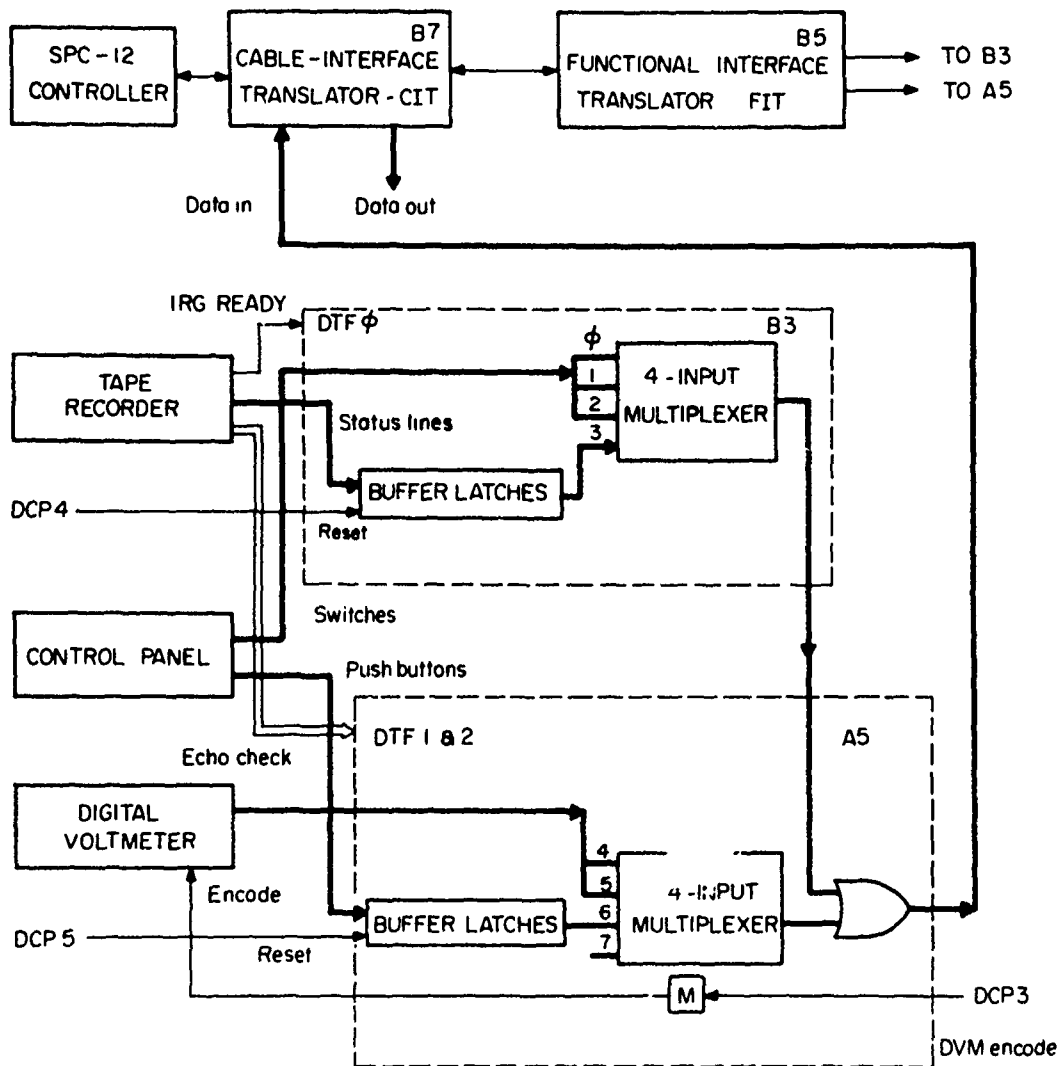 SPC-12
CONTROLLER
B7
CABLE-INTERFACE
TRANSLATOR-CIT
B5
FUNCTIONAL INTERFACE
TRANSLATOR FIT
TO B3
TO A5
Data in
Data out
IRG READY
DTF ϕ
B3
TAPE
RECORDER
ϕ
1
2
3
4-INPUT
MULTIPLEXER
Status lines
BUFFER LATCHES
DCP4
Reset
Switches
CONTROL PANEL
Push buttons
DTF 1 & 2
A5
Echo check
DIGITAL
VOLTMETER
4
5
6
7
4-INPUT
MULTIPLEXER
Encode
BUFFER LATCHES
DCP5
Reset
M
DCP3
DVM encode